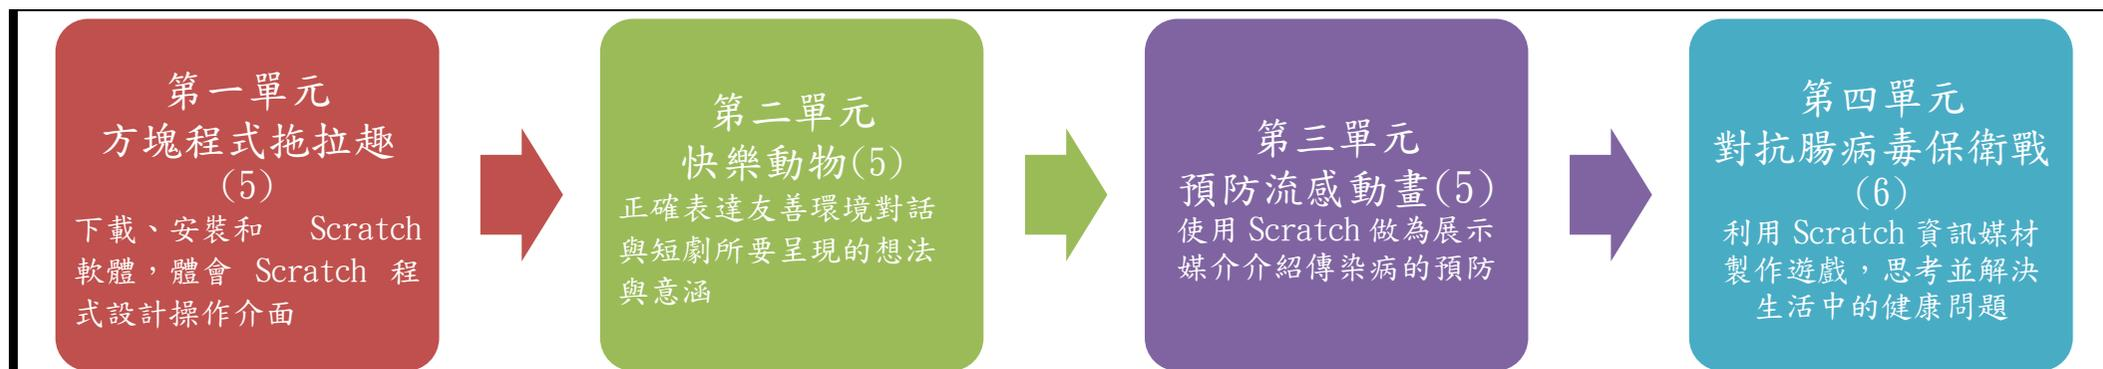 第一單元
方塊程式拖拉趣
(5)
下載、安裝和 Scratch
軟體，體會 Scratch 程
式設計操作介面
第二單元
快樂動物(5)
正確表達友善環境對話
與短劇所要呈現的想法
與意涵
第三單元
預防流感動畫(5)
使用 Scratch 做為展示
媒介介紹傳染病的預防
第四單元
對抗腸病毒保衛戰
(6)
利用 Scratch 資訊媒材
製作遊戲，思考並解決
生活中的健康問題